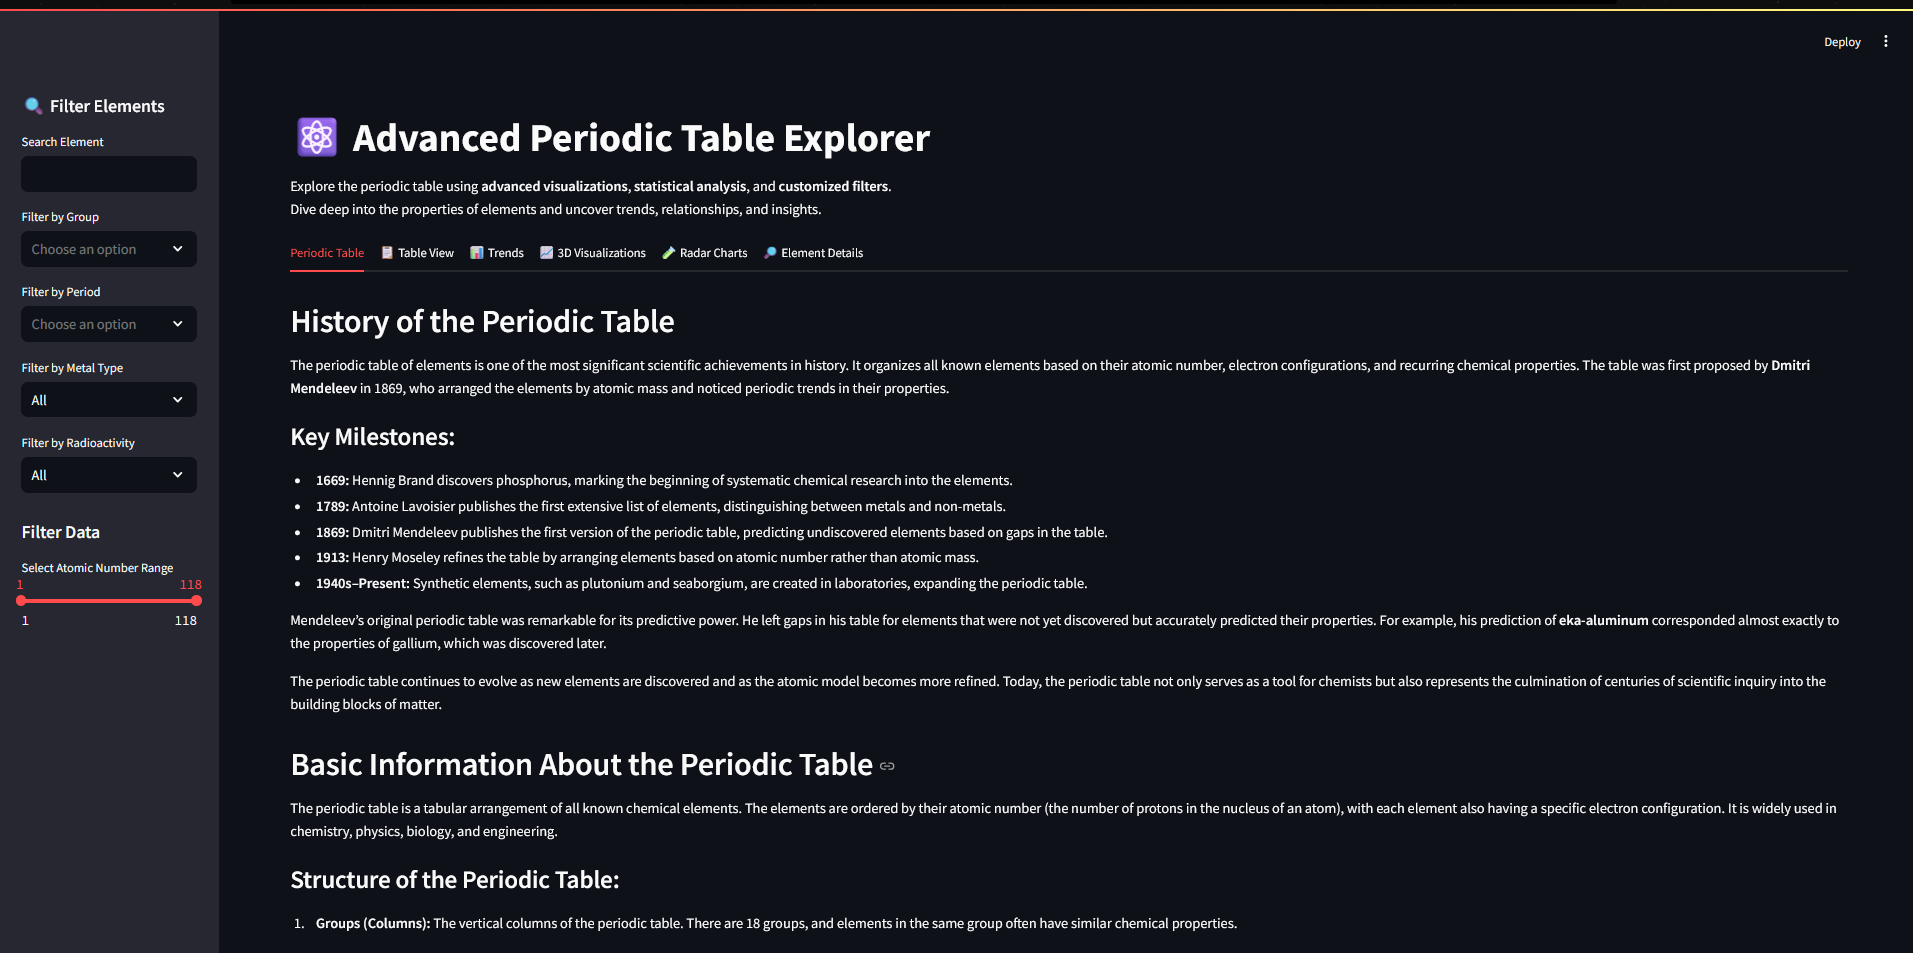 Deploy
Filter Elements
Search Element
Filter by Group
Choose an option
Filter by Period
Choose an option
Filter by Metal Type
All
Filter by Radioactivity
All
Filter Data
Select Atomic Number Range
1 118
1 118
Advanced Periodic Table Explorer
Explore the periodic table using advanced visualizations, statistical analysis, and customized filters.
Dive deep into the properties of elements and uncover trends, relationships, and insights.
Periodic Table Table View Trends 3D Visualizations Radar Charts Element Details
History of the Periodic Table
The periodic table of elements is one of the most significant scientific achievements in history. It organizes all known elements based on their atomic number, electron configurations, and recurring chemical properties. The table was first proposed by Dmitri
Mendeleev in 1869, who arranged the elements by atomic mass and noticed periodic trends in their properties.
Key Milestones:
• 1669: Hennig Brand discovers phosphorus, marking the beginning of systematic chemical research into the elements.
• 1789: Antoine Lavoisier publishes the first extensive list of elements, distinguishing between metals and non-metals.
• 1869: Dmitri Mendeleev publishes the first version of the periodic table, predicting undiscovered elements based on gaps in the table.
• 1913: Henry Moseley refines the table by arranging elements based on atomic number rather than atomic mass.
• 1940s–Present: Synthetic elements, such as plutonium and seaborgium, are created in laboratories, expanding the periodic table.
Mendeleev’s original periodic table was remarkable for its predictive power. He left gaps in his table for elements that were not yet discovered but accurately predicted their properties. For example, his prediction of eka-aluminum corresponded almost exactly to
the properties of gallium, which was discovered later.
The periodic table continues to evolve as new elements are discovered and as the atomic model becomes more refined. Today, the periodic table not only serves as a tool for chemists but also represents the culmination of centuries of scientific inquiry into the
building blocks of matter.
Basic Information About the Periodic Table
The periodic table is a tabular arrangement of all known chemical elements. The elements are ordered by their atomic number (the number of protons in the nucleus of an atom), with each element also having a specific electron configuration. It is widely used in
chemistry, physics, biology, and engineering.
Structure of the Periodic Table:
1. Groups (Columns): The vertical columns of the periodic table. There are 18 groups, and elements in the same group often have similar chemical properties.